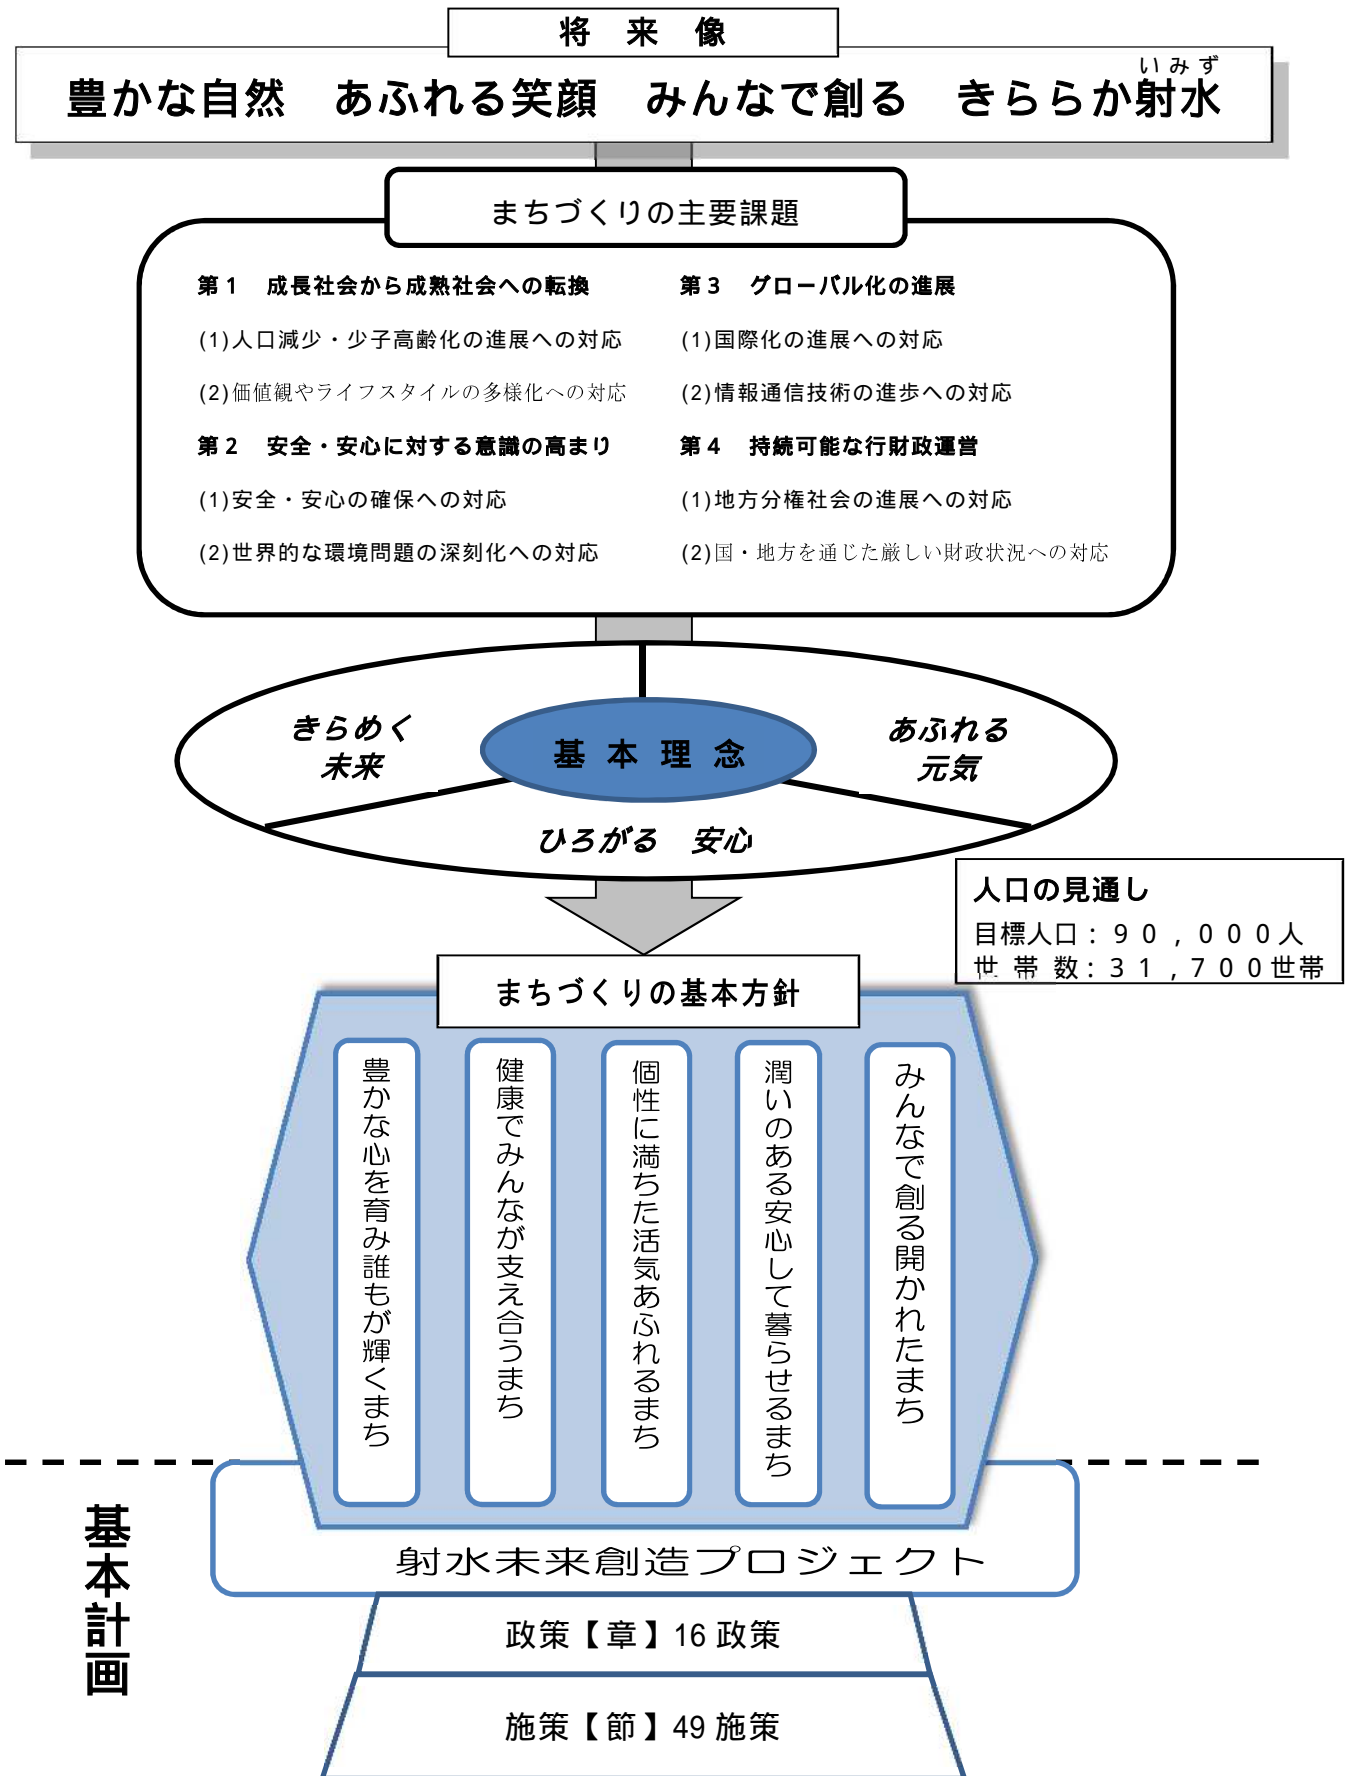 将　来　像
いみず
豊かな自然　あふれる笑顔　みんなで創る　きららか射水
まちづくりの主要課題
第１　成長社会から成熟社会への転換
(1)人口減少・少子高齢化の進展への対応
(2)価値観やライフスタイルの多様化への対応
第２　安全・安心に対する意識の高まり
(1)安全・安心の確保への対応
(2)世界的な環境問題の深刻化への対応
第３　グローバル化の進展
(1)国際化の進展への対応
(2)情報通信技術の進歩への対応
第４　持続可能な行財政運営
(1)地方分権社会の進展への対応
(2)国・地方を通じた厳しい財政状況への対応
きらめく
未来
基本理念
あふれる
元気
ひろがる　安心
人口の見通し
目標人口：９０,０００人
世帯数：３１,７００世帯
まちづくりの基本方針
豊かな心を育み誰もが輝くまち
健康でみんなが支え合うまち
個性に満ちた活気あふれるまち
潤いのある安心して暮らせるまち
みんなで創る開かれたまち
基本計画
射水未来創造プロジェクト
政策【章】16 政策
施策【節】49 施策